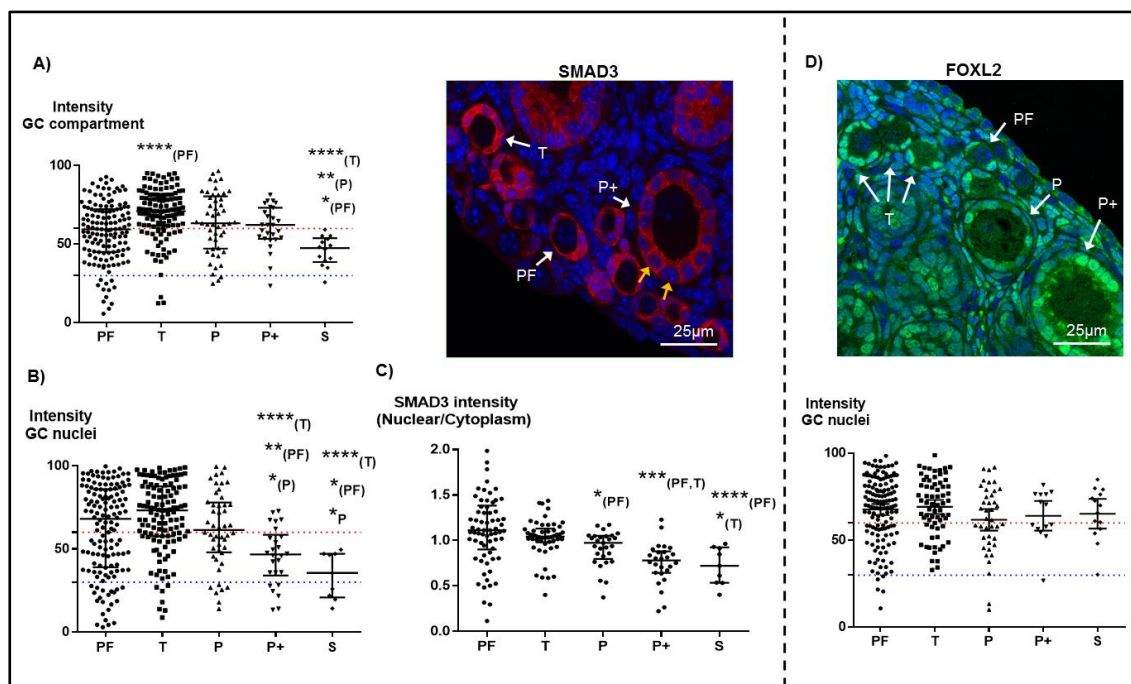 A)
Intensity
GC compartment
****(PF)
****(T)
**(P)
*(PF)
100
50
0
PF T P P+ S
SMAD3
T
P+
PF
25µm
D)
FOXL2
PF
P
P+
T
25µm
B)
Intensity
GC nuclei
****(T)
**(PF)
*(P)
****(T)
*(PF)
*P
100
50
0
PF T P P+ S
C)
SMAD3 intensity
(Nuclear/Cytoplasm)
*(PF)
***(PF,T)
****(PF)
*(T)
2.0
1.5
1.0
0.5
0.0
PF T P P+ S
Intensity
GC nuclei
100
50
0
PF T P P+ S